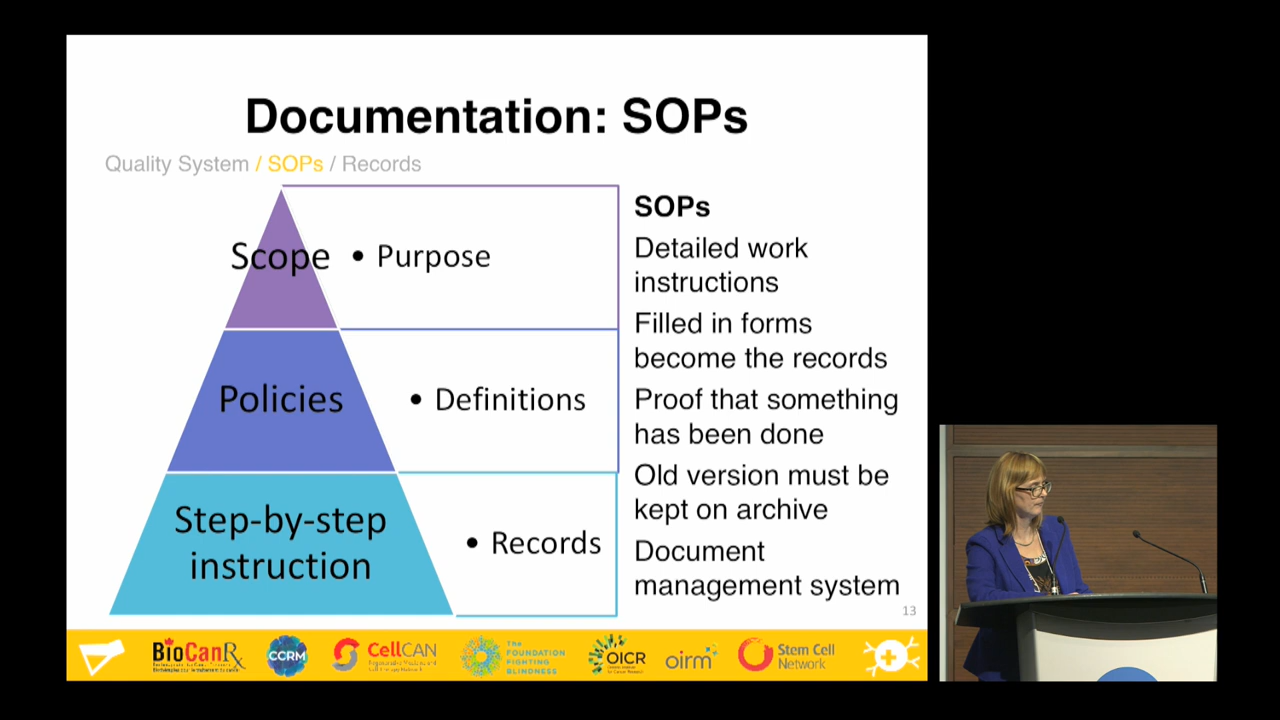 Documentation: SOPs
Quality System / SOPs / Records
Scope
• Purpose
Policies
• Definitions
Step-by-step
instruction
• Records
SOPs
Detailed work
instructions
Filled in forms
become the records
Proof that something
has been done
Old version must be
kept on archive
Document
management system
13
BioCanRx
CCRM
CellCAN
THE
FOUNDATION
FIGHTING
BLINDNESS
OICR
oirm
Stem Cell
Network